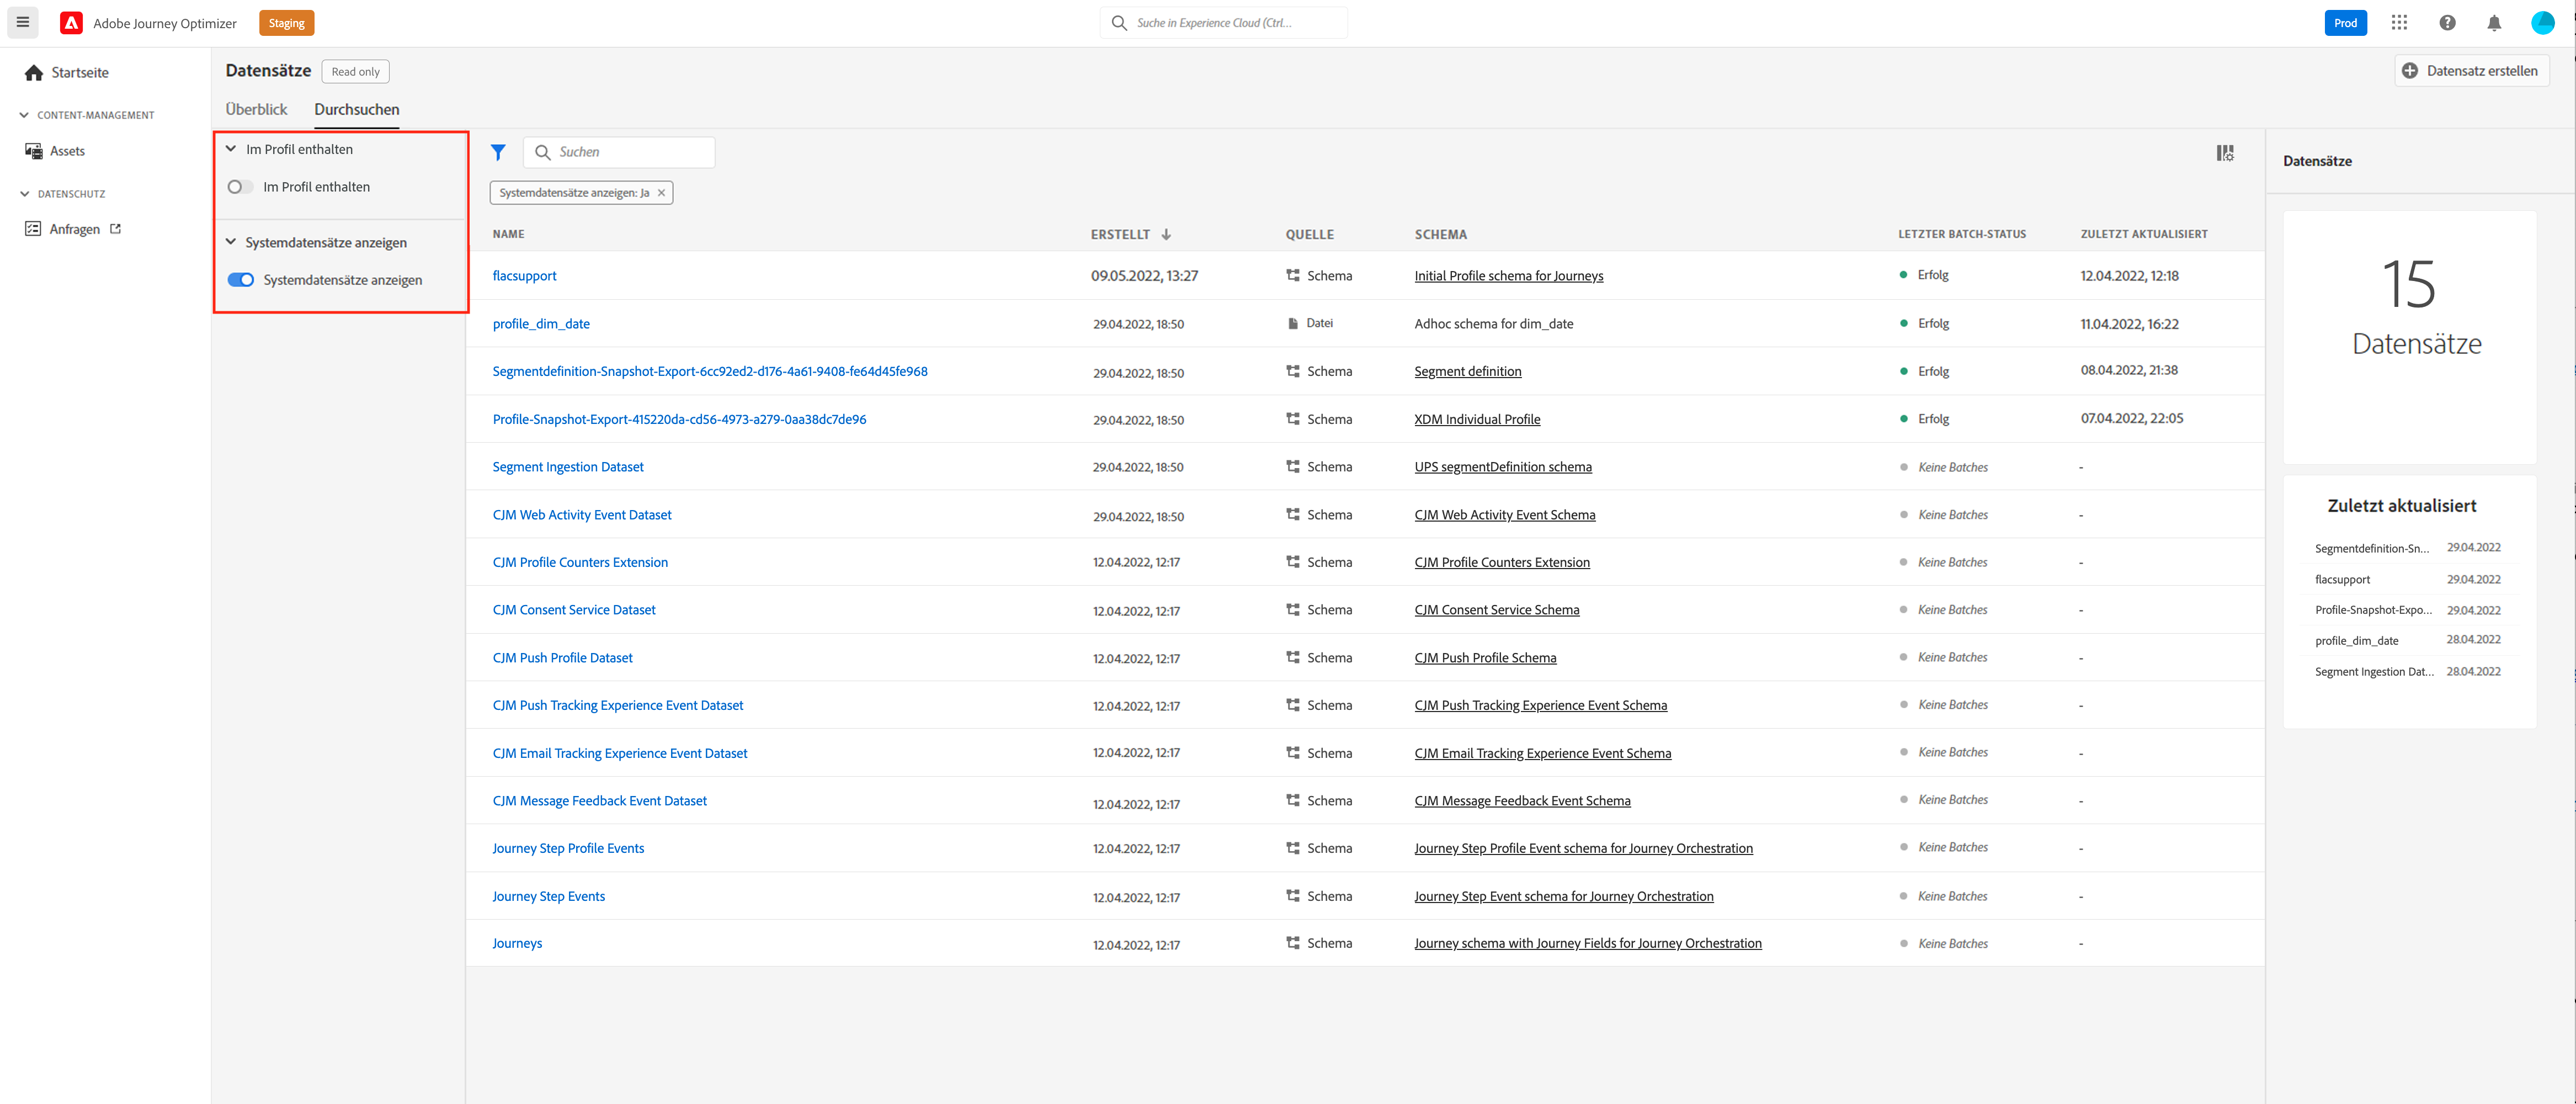 Adobe Journey Optimizer Staging Suche in Experience Cloud (Ctrl... Prod
Startseite
CONTENT-MANAGEMENT
Assets
DATENSCHUTZ
Anfragen
Datensätze Read only Datensatz erstellen
Überblick Durchsuchen
Im Profil enthalten
Im Profil enthalten
Systemdatensätze anzeigen
Systemdatensätze anzeigen
Suchen
Systemdatensätze anzeigen: Ja
NAME ERSTELLT QUELLE SCHEMA LETZTER BATCH-STATUS ZULETZT AKTUALISIERT
flacsupport 09.05.2022, 13:27 Schema Initial Profile schema for Journeys Erfolg 12.04.2022, 12:18
profile_dim_date 29.04.2022, 18:50 Datei Adhoc schema for dim_date Erfolg 11.04.2022, 16:22
Segmentdefinition-Snapshot-Export-6cc92ed2-d176-4a61-9408-fe64d45fe968 29.04.2022, 18:50 Schema Segment definition Erfolg 08.04.2022, 21:38
Profile-Snapshot-Export-415220da-cd56-4973-a279-0aa38dc7de96 29.04.2022, 18:50 Schema XDM Individual Profile Erfolg 07.04.2022, 22:05
Segment Ingestion Dataset 29.04.2022, 18:50 Schema UPS segmentDefinition schema Keine Batches -
CJM Web Activity Event Dataset 29.04.2022, 18:50 Schema CJM Web Activity Event Schema Keine Batches -
CJM Profile Counters Extension 12.04.2022, 12:17 Schema CJM Profile Counters Extension Keine Batches -
CJM Consent Service Dataset 12.04.2022, 12:17 Schema CJM Consent Service Schema Keine Batches -
CJM Push Profile Dataset 12.04.2022, 12:17 Schema CJM Push Profile Schema Keine Batches -
CJM Push Tracking Experience Event Dataset 12.04.2022, 12:17 Schema CJM Push Tracking Experience Event Schema Keine Batches -
CJM Email Tracking Experience Event Dataset 12.04.2022, 12:17 Schema CJM Email Tracking Experience Event Schema Keine Batches -
CJM Message Feedback Event Dataset 12.04.2022, 12:17 Schema CJM Message Feedback Event Schema Keine Batches -
Journey Step Profile Events 12.04.2022, 12:17 Schema Journey Step Profile Event schema for Journey Orchestration Keine Batches -
Journey Step Events 12.04.2022, 12:17 Schema Journey Step Event schema for Journey Orchestration Keine Batches -
Journeys 12.04.2022, 12:17 Schema Journey schema with Journey Fields for Journey Orchestration Keine Batches -
Datensätze
15
Datensätze
Zuletzt aktualisiert
Segmentdefinition-Sn... 29.04.2022
flacsupport 29.04.2022
Profile-Snapshot-Expo... 29.04.2022
profile_dim_date 28.04.2022
Segment Ingestion Dat... 28.04.2022